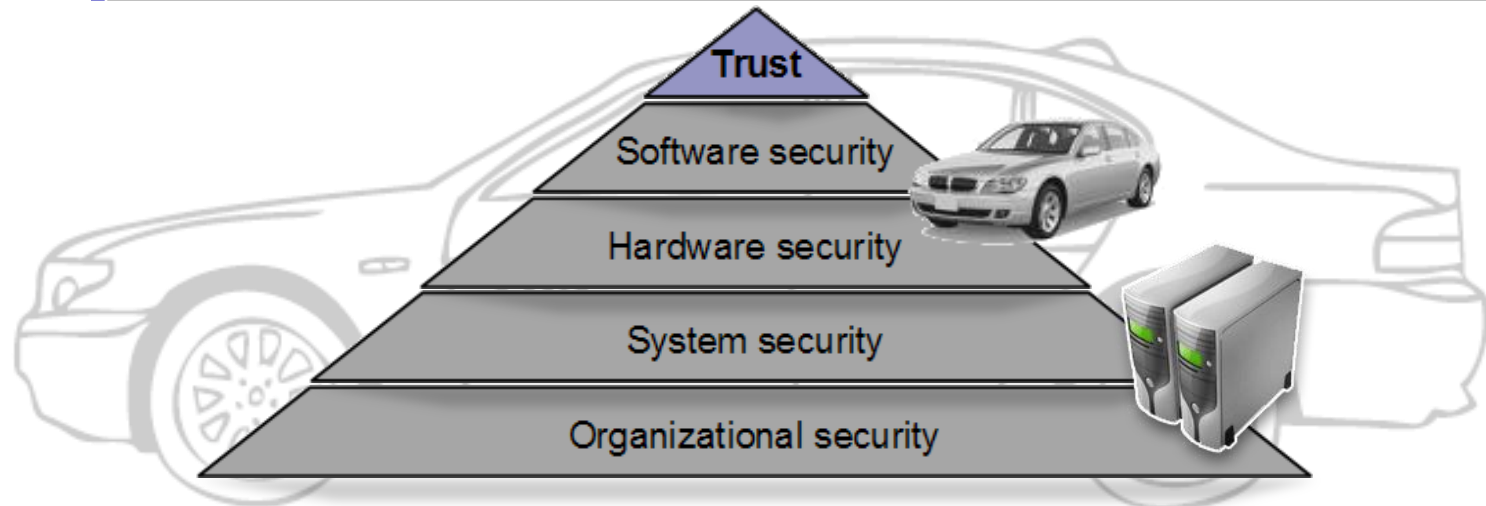 Trust
Software security
Hardware security
System security
Organizational security